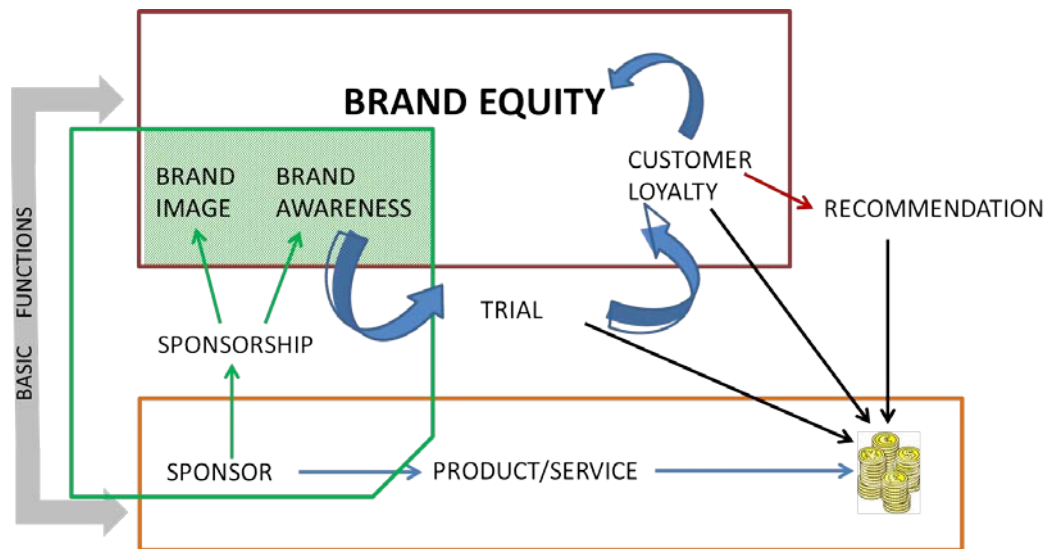 BRAND EQUITY
BRAND
IMAGE
BRAND
AWARENESS
CUSTOMER
LOYALTY
RECOMMENDATION
TRIAL
SPONSORSHIP
SPONSOR
PRODUCT/SERVICE
BASIC FUNCTIONS